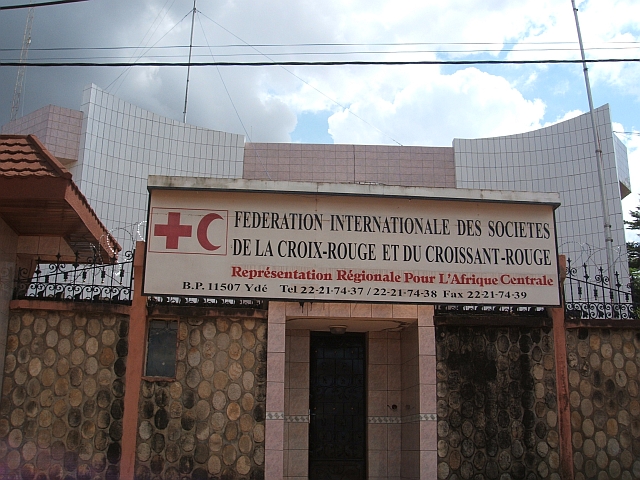 FEDERATION INTERNATIONALE DES SOCIETES
DE LA CROIX-ROUGE ET DU CROISSANT-ROUGE
Représentation Régionale Pour L'Afrique Centrale
B.P. 11507 Ydé Tel 22-21-74-37 / 22-21-74-38 Fax 22-21-74-39